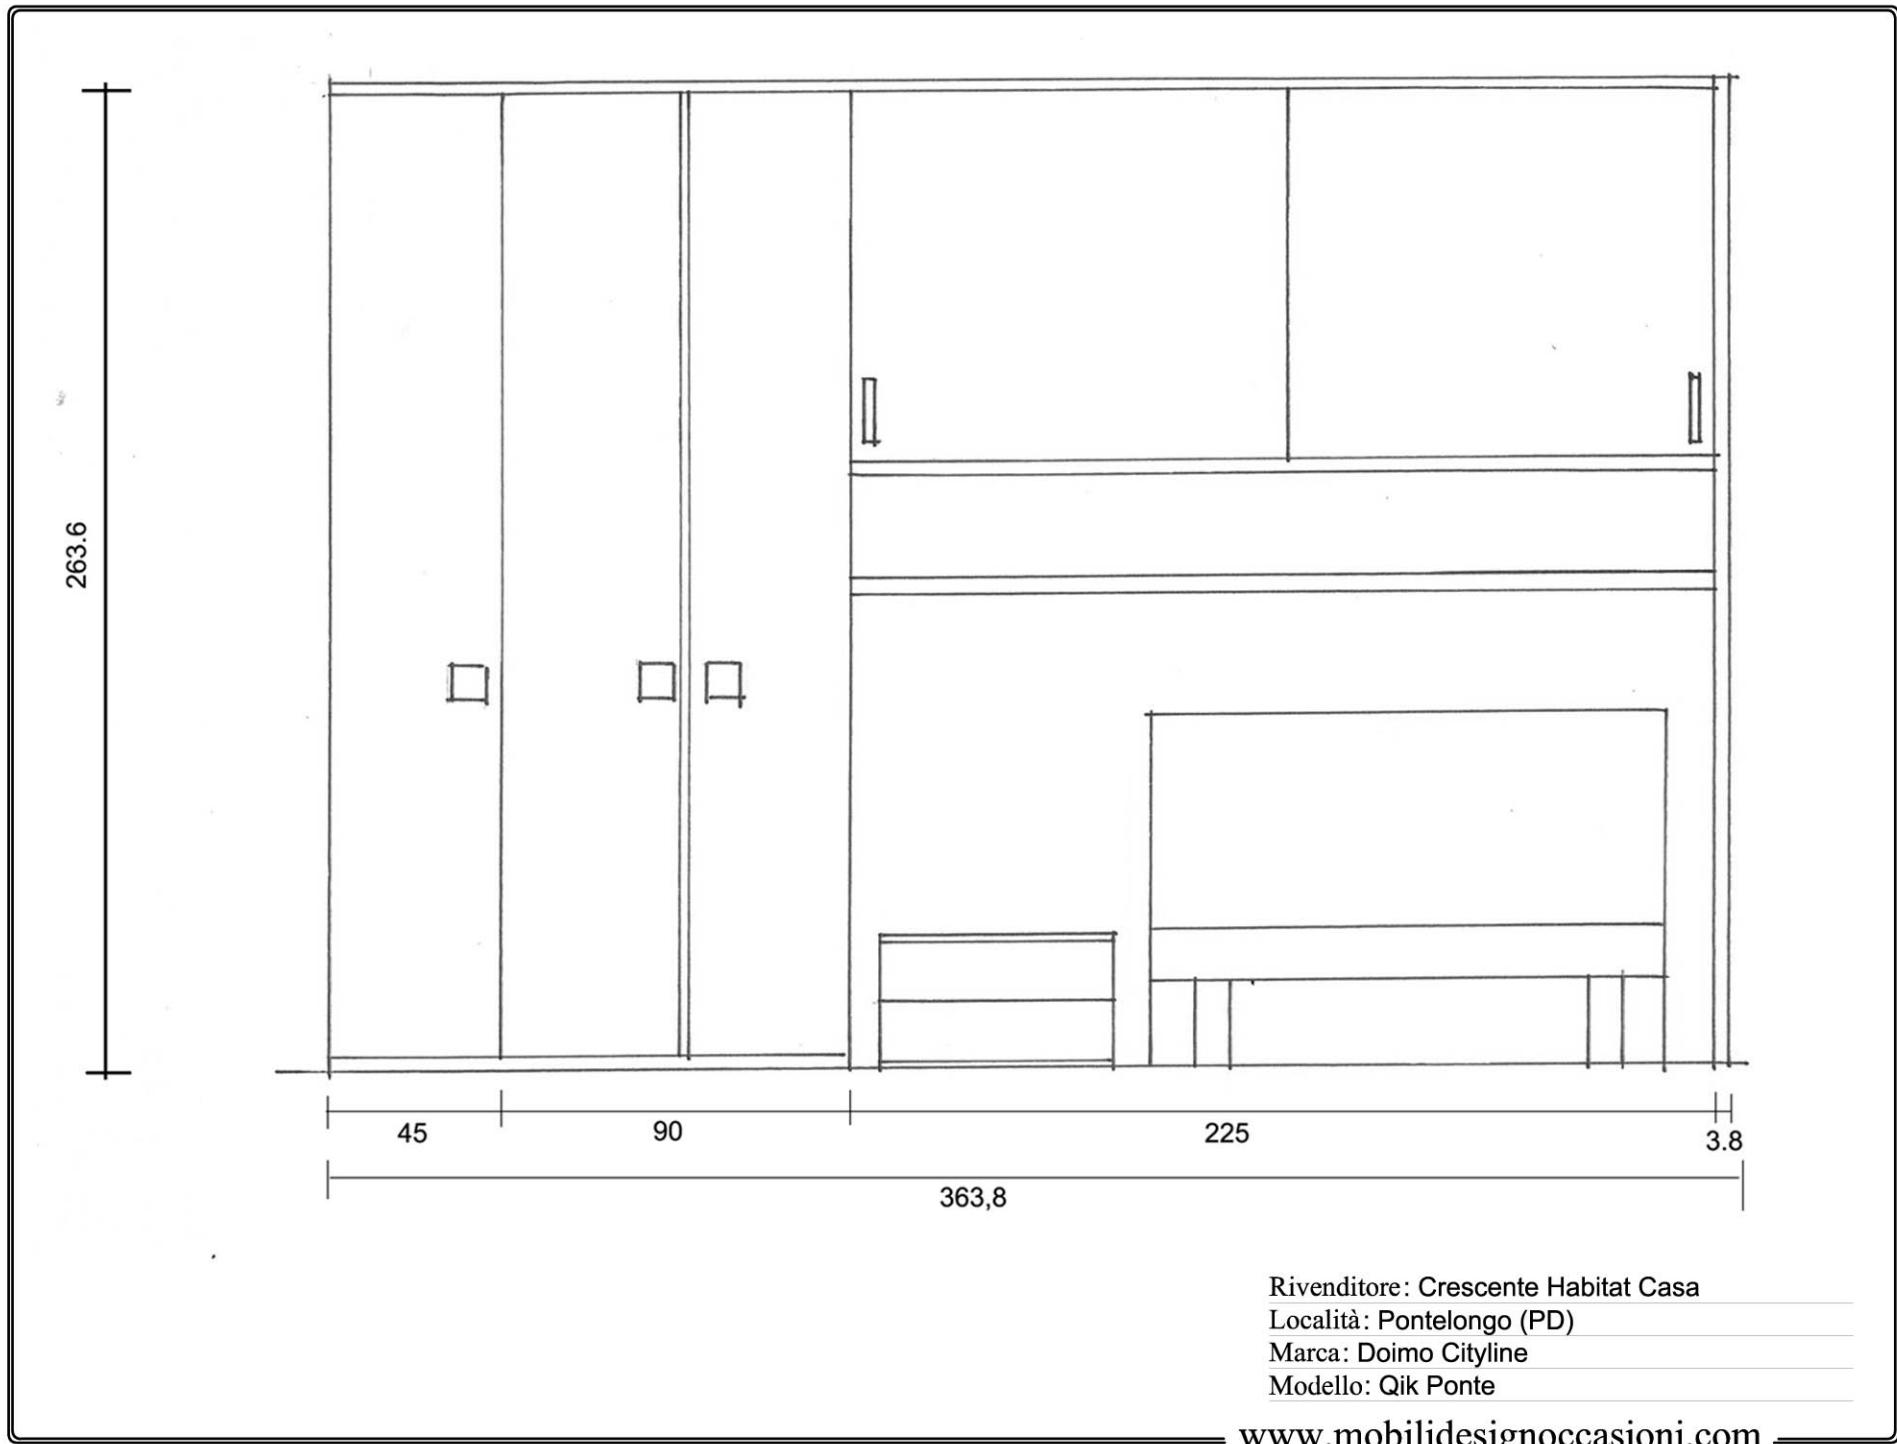 263.6
45
90
225
3.8
363,8
Rivenditore: Crescente Habitat Casa
Località: Pontelongo (PD)
Marca: Doimo Cityline
Modello: Qik Ponte
www.mobilidesignoccasioni.com